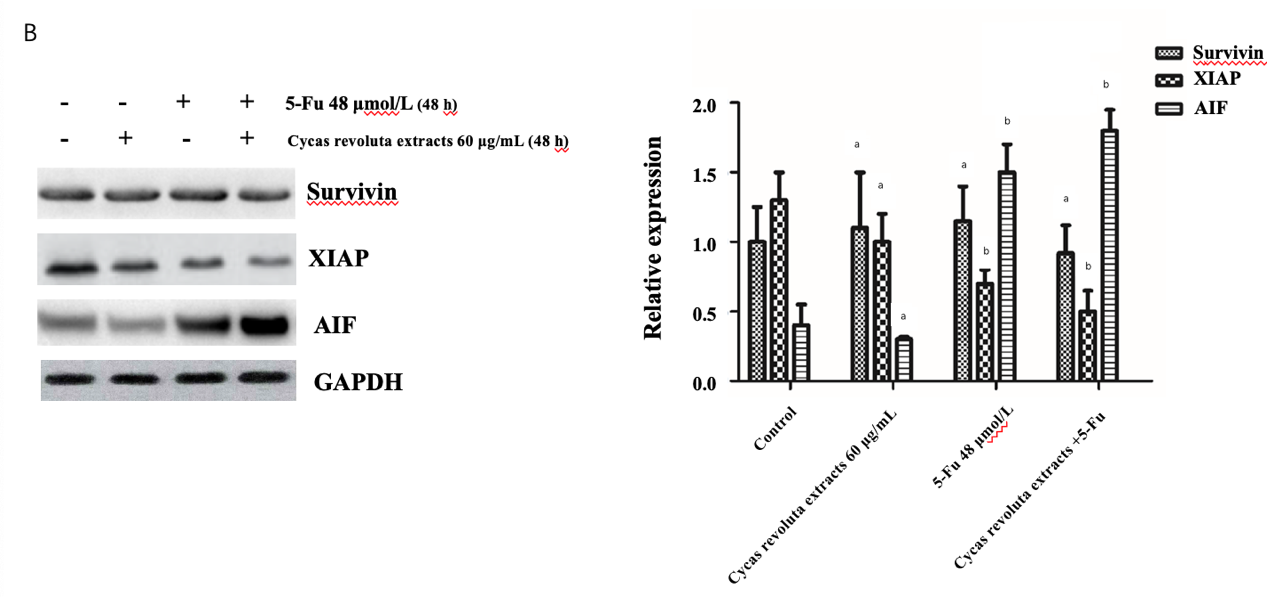 B
- - + + 5-Fu 48 μmol/L (48 h)
- + - + Cycas revoluta extracts 60 μg/mL (48 h)
Survivin
XIAP
AIF
GAPDH
Survivin
XIAP
AIF
Relative expression
2.0
1.5
1.0
0.5
0.0
a
a
a
a
b
b
a
b
b
Control
Cycas revoluta extracts 60 μg/mL
5-Fu 48 μmol/L
Cycas revoluta extracts +5-Fu